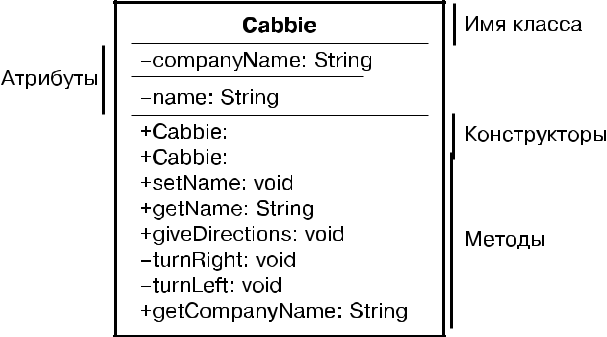 Cabbie
Имя класса
Атрибуты
–companyName: String
–name: String
+Cabbie:
+Cabbie:
Конструкторы
+setName: void
+getName: String
+giveDirections: void
–turnRight: void
–turnLeft: void
+getCompanyName: String
Методы